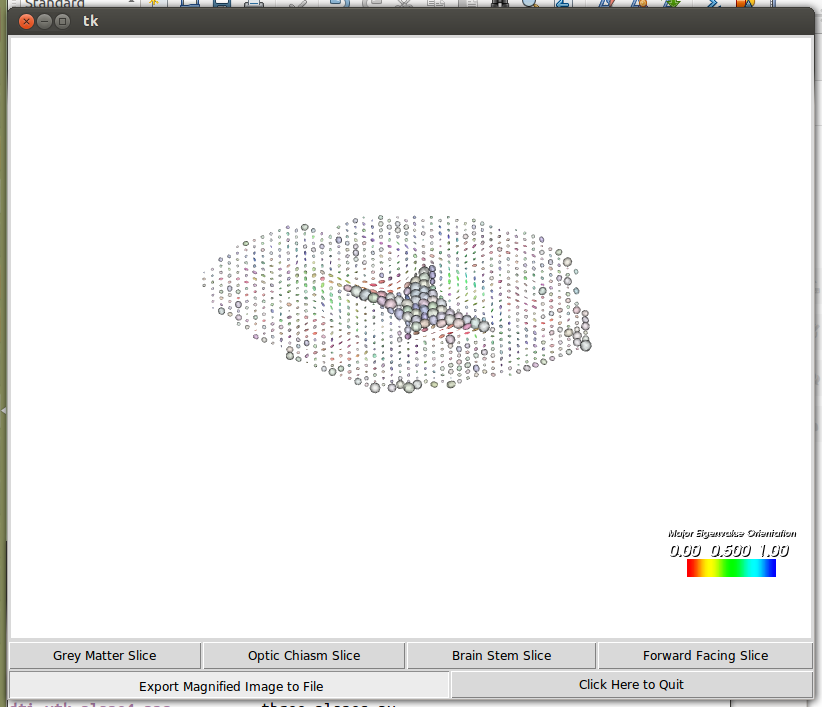 Standard
tk
Major Eigenvalue Orientation
0.00 0.500 1.00
Grey Matter Slice
Optic Chiasm Slice
Brain Stem Slice
Forward Facing Slice
Export Magnified Image to File
Click Here to Quit